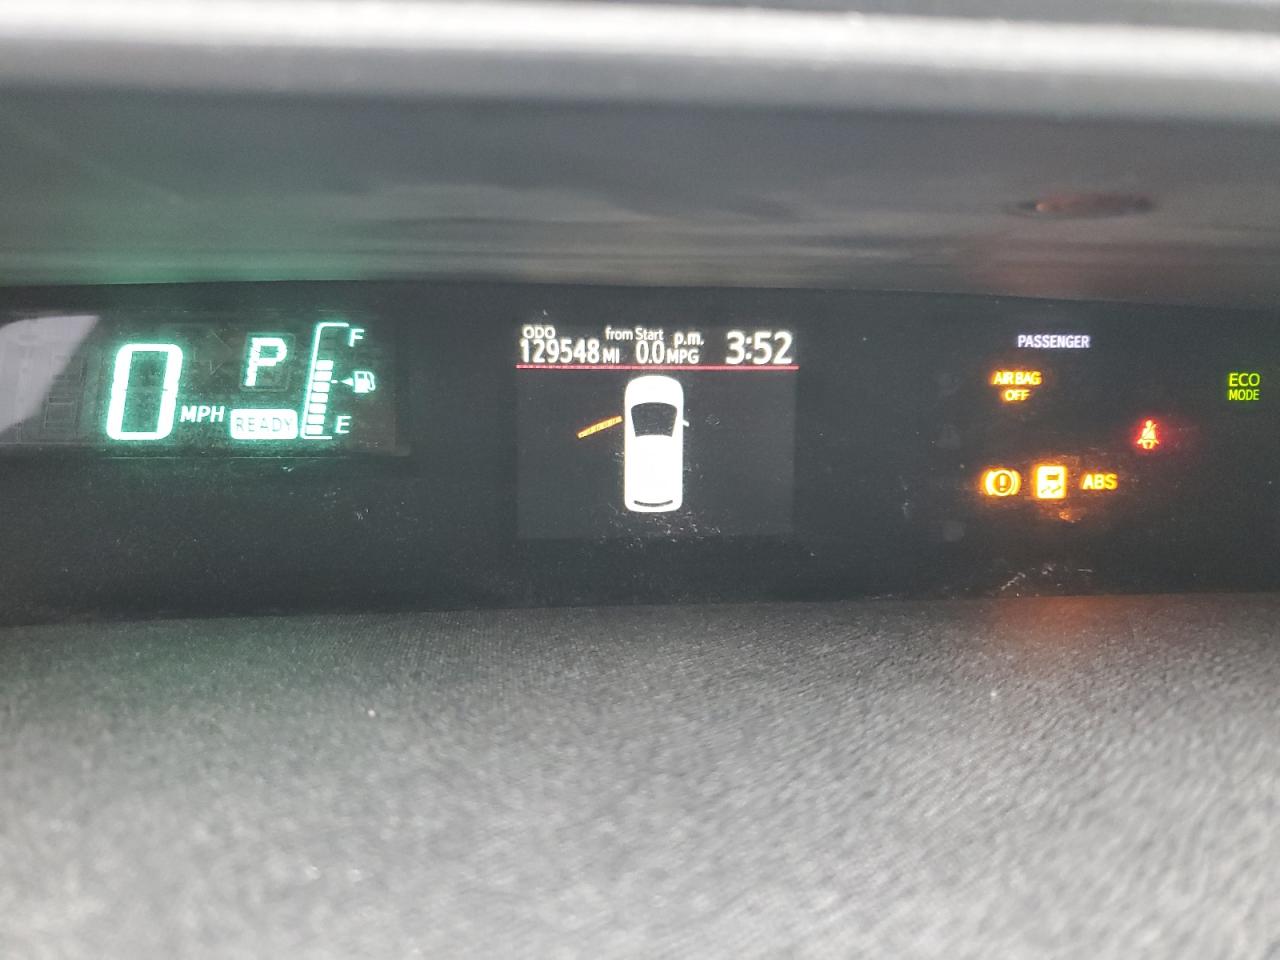 0 MPH
P
READY
F
E
ODO from Start p.m. 3:52
129548 MI 0.0 MPG
PASSENGER
AIR BAG
OFF
ECO
MODE
ABS